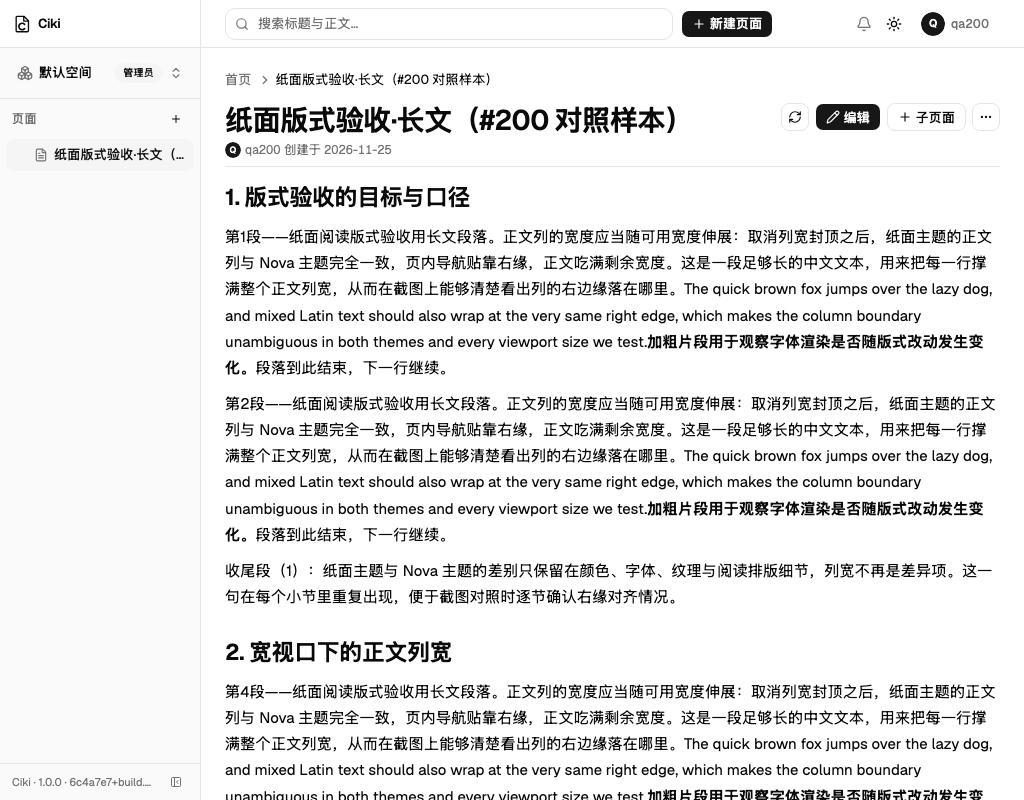 Ciki
搜索标题与正文…
新建页面
Q qa200
默认空间 管理员
页面
纸面版式验收·长文（…
首页 > 纸面版式验收·长文（#200 对照样本）
纸面版式验收·长文（#200 对照样本）
编辑
子页面
Q qa200 创建于 2026-11-25
1. 版式验收的目标与口径
第1段——纸面阅读版式验收用长文段落。正文列的宽度应当随可用宽度伸展：取消列宽封顶之后，纸面主题的正文
列与 Nova 主题完全一致，页内导航贴靠右缘，正文吃满剩余宽度。这是一段足够长的中文文本，用来把每一行撑
满整个正文列宽，从而在截图上能够清楚看出列的右边缘落在哪里。The quick brown fox jumps over the lazy dog,
and mixed Latin text should also wrap at the very same right edge, which makes the column boundary
unambiguous in both themes and every viewport size we test.加粗片段用于观察字体渲染是否随版式改动发生变
化。段落到此结束，下一行继续。
第2段——纸面阅读版式验收用长文段落。正文列的宽度应当随可用宽度伸展：取消列宽封顶之后，纸面主题的正文
列与 Nova 主题完全一致，页内导航贴靠右缘，正文吃满剩余宽度。这是一段足够长的中文文本，用来把每一行撑
满整个正文列宽，从而在截图上能够清楚看出列的右边缘落在哪里。The quick brown fox jumps over the lazy dog,
and mixed Latin text should also wrap at the very same right edge, which makes the column boundary
unambiguous in both themes and every viewport size we test.加粗片段用于观察字体渲染是否随版式改动发生变
化。段落到此结束，下一行继续。
收尾段（1）：纸面主题与 Nova 主题的差别只保留在颜色、字体、纹理与阅读排版细节，列宽不再是差异项。这一
句在每个小节里重复出现，便于截图对照时逐节确认右缘对齐情况。
2. 宽视口下的正文列宽
第4段——纸面阅读版式验收用长文段落。正文列的宽度应当随可用宽度伸展：取消列宽封顶之后，纸面主题的正文
列与 Nova 主题完全一致，页内导航贴靠右缘，正文吃满剩余宽度。这是一段足够长的中文文本，用来把每一行撑
满整个正文列宽，从而在截图上能够清楚看出列的右边缘落在哪里。The quick brown fox jumps over the lazy dog,
and mixed Latin text should also wrap at the very same right edge, which makes the column boundary
unambiguous in both themes and every viewport size we test.加粗片段用于观察字体渲染是否随版式改动发生变
Ciki · 1.0.0 · 6c4a7e7+build.…